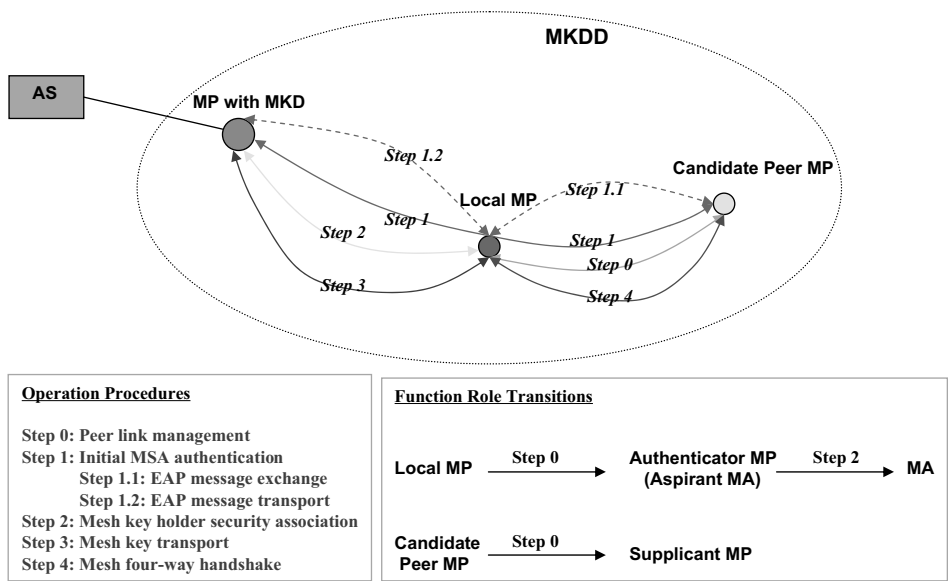 MKDD
AS
MP with MKD
Step 1.2
Candidate Peer MP
Step 1.1
Local MP
Step 1
Step 2
Step 1
Step 0
Step 3
Step 4
Operation Procedures
Step 0: Peer link management
Step 1: Initial MSA authentication
Step 1.1: EAP message exchange
Step 1.2: EAP message transport
Step 2: Mesh key holder security association
Step 3: Mesh key transport
Step 4: Mesh four-way handshake
Function Role Transitions
Local MP
Step 0
Authenticator MP
(Aspirant MA)
Step 2
MA
Candidate
Peer MP
Step 0
Supplicant MP